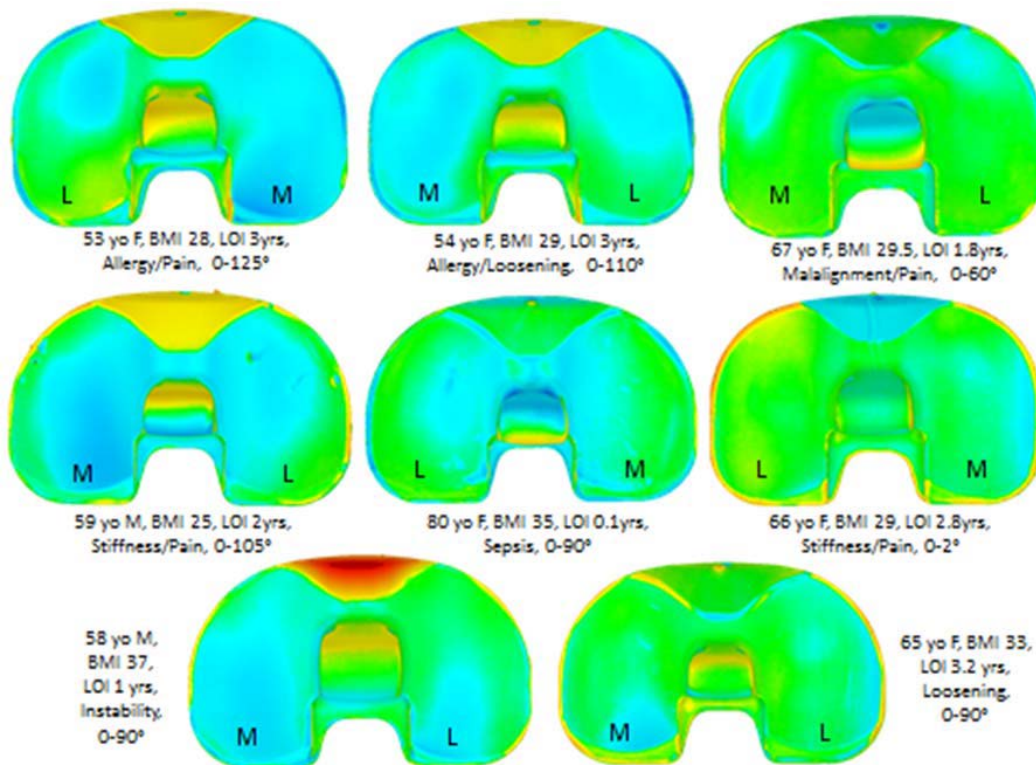 L M
53 yo F, BMI 28, LOI 3yrs,
Allergy/Pain, 0-125°
M L
54 yo F, BMI 29, LOI 3yrs,
Allergy/Loosening, 0-110°
M L
67 yo F, BMI 29.5, LOI 1.8yrs,
Malalignment/Pain, 0-60°
M L
59 yo M, BMI 25, LOI 2yrs,
Stiffness/Pain, 0-105°
L M
80 yo F, BMI 35, LOI 0.1yrs,
Sepsis, 0-90°
L M
66 yo F, BMI 29, LOI 2.8yrs,
Stiffness/Pain, 0-2°
58 yo M,
BMI 37,
LOI 1 yrs,
Instability,
0-90°
M L
M L
65 yo F, BMI 33,
LOI 3.2 yrs,
Loosening,
0-90°